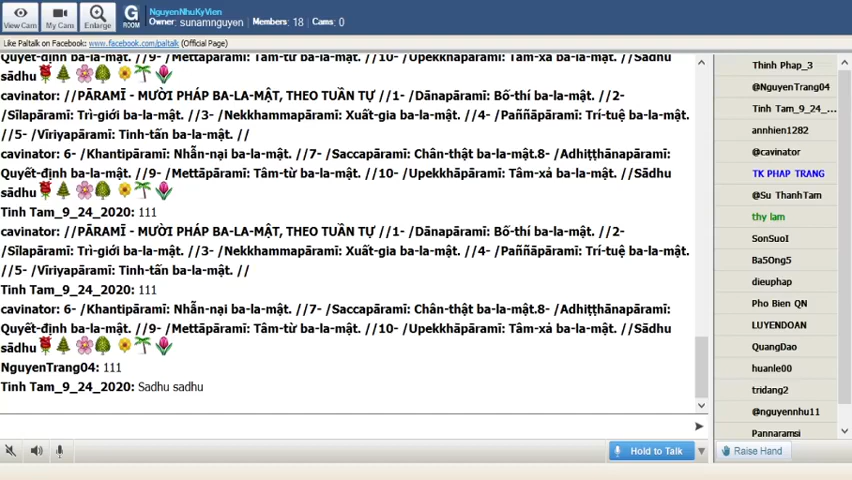 NguyenNhuKyVien
Owner: sunamnguyen Members: 18 Cams: 0
View Cam My Cam Enlarge G ROOM
Like Paltalk on Facebook: www.facebook.com/paltalk (Official Page)
Quyết-định ba-la-mật. //9- /Mettāpāramī: Tâm-từ ba-la-mật. //10- /Upekkhāpāramī: Tâm-xả ba-la-mật. //Sādhu
sādhu
cavinator: //PĀRAMĪ - MƯỜI PHÁP BA-LA-MẬT, THEO TUẦN TỰ //1- /Dānapāramī: Bố-thí ba-la-mật. //2-
/Sīlapāramī: Trì-giới ba-la-mật. //3- /Nekkhammapāramī: Xuất-gia ba-la-mật. //4- /Paññāpāramī: Trí-tuệ ba-la-mật.
//5- /Vīriyapāramī: Tinh-tấn ba-la-mật. //
cavinator: 6- /Khantipāramī: Nhẫn-nại ba-la-mật. //7- /Saccapāramī: Chân-thật ba-la-mật.8- /Adhiṭṭhānapāramī:
Quyết-định ba-la-mật. //9- /Mettāpāramī: Tâm-từ ba-la-mật. //10- /Upekkhāpāramī: Tâm-xả ba-la-mật. //Sādhu
sādhu
Tinh Tam_9_24_2020: 111
cavinator: //PĀRAMĪ - MƯỜI PHÁP BA-LA-MẬT, THEO TUẦN TỰ //1- /Dānapāramī: Bố-thí ba-la-mật. //2-
/Sīlapāramī: Trì-giới ba-la-mật. //3- /Nekkhammapāramī: Xuất-gia ba-la-mật. //4- /Paññāpāramī: Trí-tuệ ba-la-mật.
//5- /Vīriyapāramī: Tinh-tấn ba-la-mật. //
Tinh Tam_9_24_2020: 111
cavinator: 6- /Khantipāramī: Nhẫn-nại ba-la-mật. //7- /Saccapāramī: Chân-thật ba-la-mật.8- /Adhiṭṭhānapāramī:
Quyết-định ba-la-mật. //9- /Mettāpāramī: Tâm-từ ba-la-mật. //10- /Upekkhāpāramī: Tâm-xả ba-la-mật. //Sādhu
sādhu
NguyenTrang04: 111
Tinh Tam_9_24_2020: Sadhu sadhu
Hold to Talk
Thinh Phap_3
@NguyenTrang04
Tinh Tam_9_24_...
annhien1282
@cavinator
TK PHAP TRANG
@Su ThanhTam
thy lam
SonSuoI
Ba5Ong5
dieuphap
Pho Bien QN
LUYENDOAN
QuangDao
huanle00
tridang2
@nguyennhu11
Pannaramsi
Raise Hand